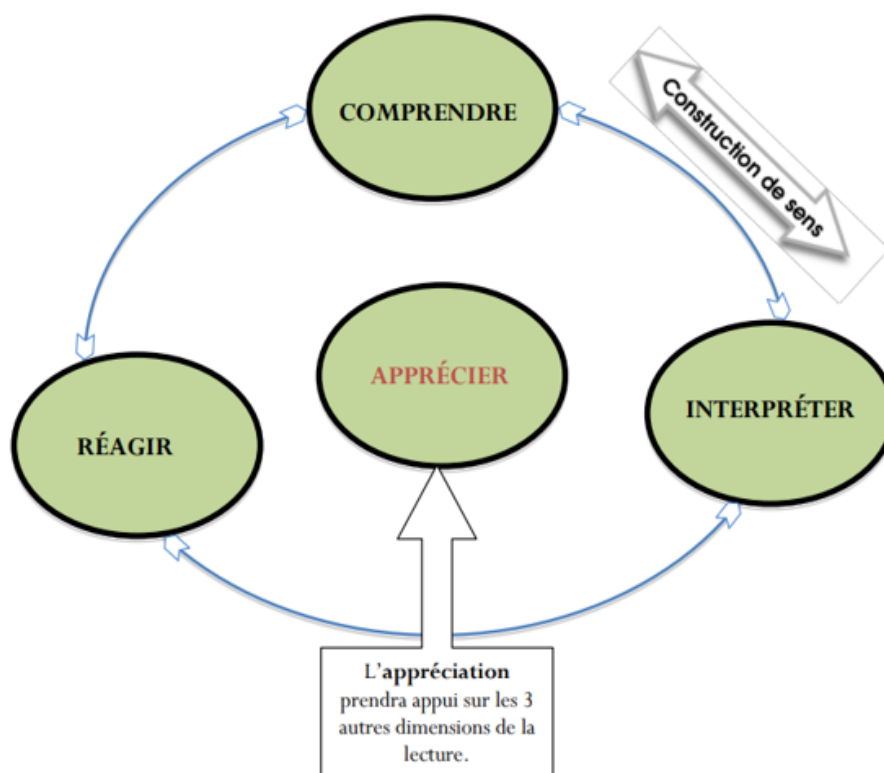 COMPRENDRE
Construction de sens
APPRÉCIER
INTERPRÉTER
RÉAGIR
L'appréciation
prendra appui sur les 3
autres dimensions de la
lecture.